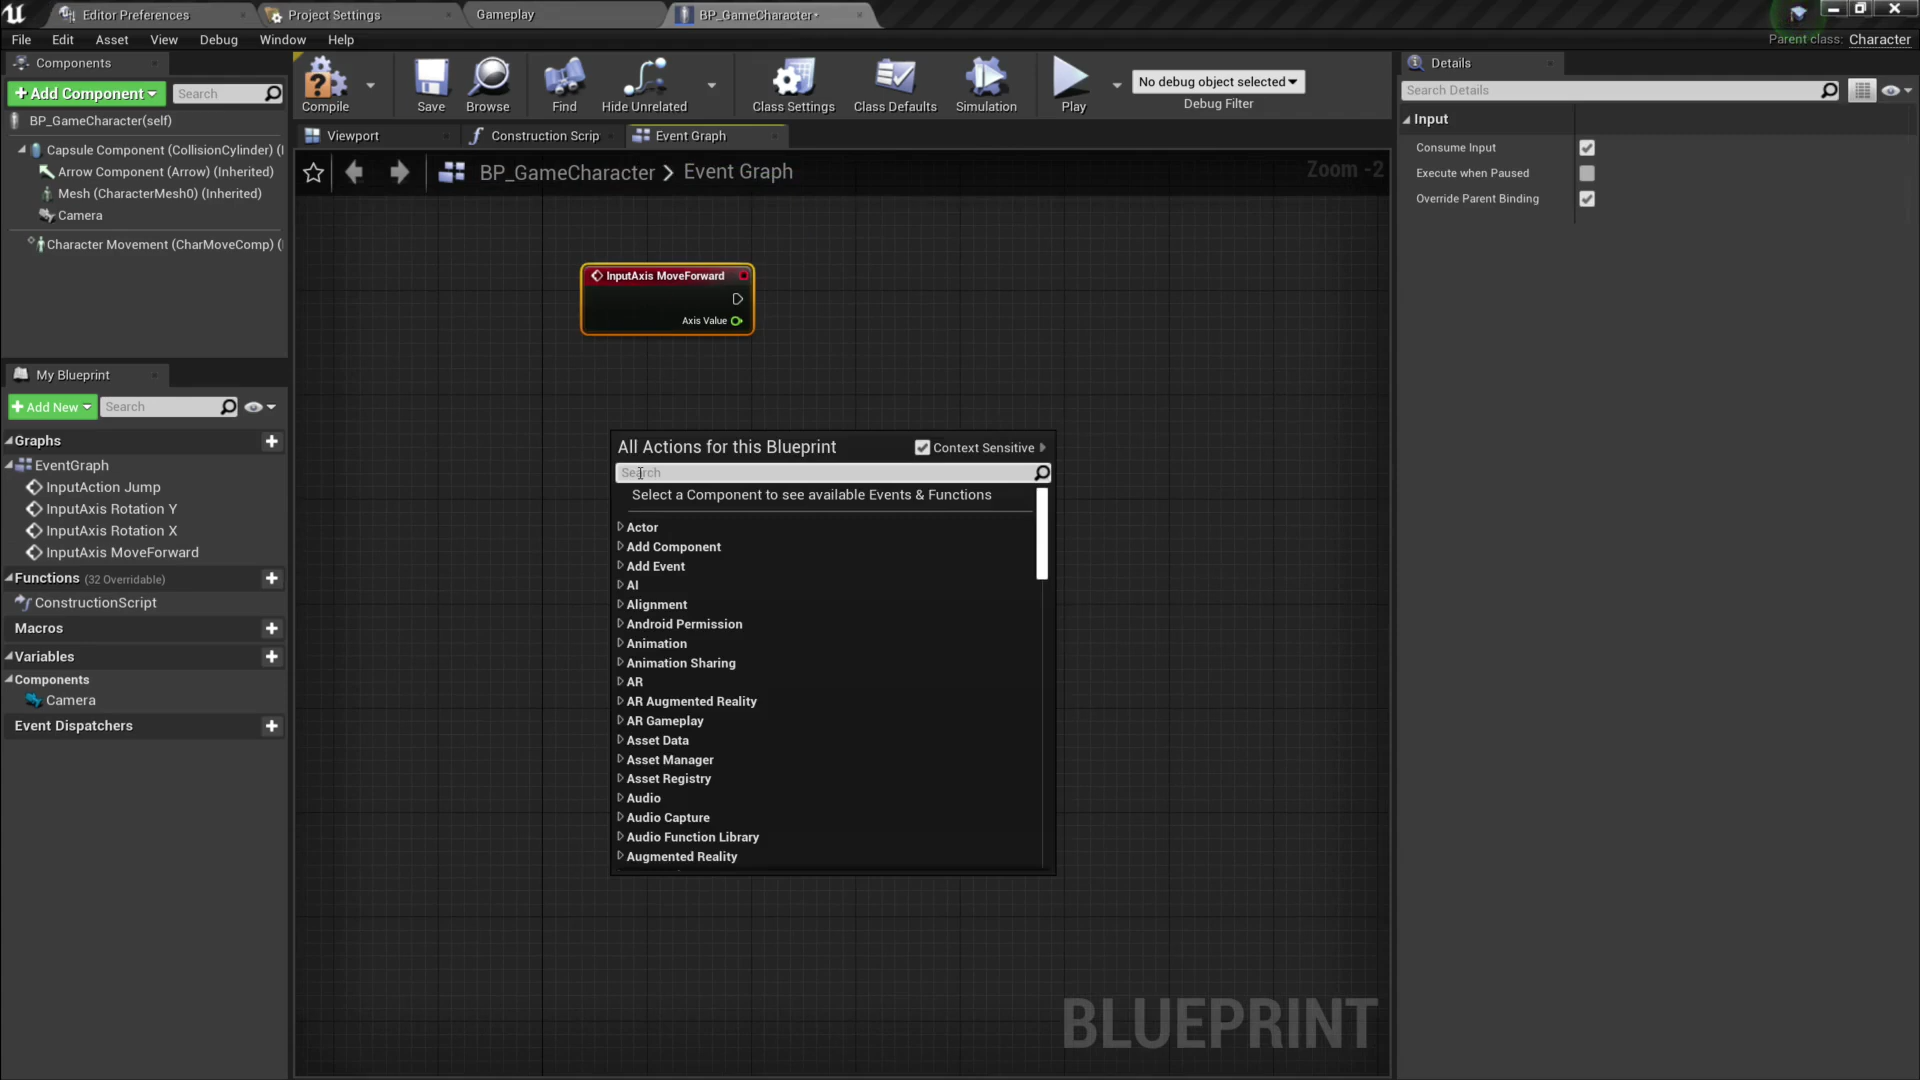 Editor Preferences
Project Settings
Gameplay
BP_GameCharacter*
File Edit Asset View Debug Window Help
Parent class: Character
Components
+ Add Component
Search
BP_GameCharacter(self)
Capsule Component (CollisionCylinder) (I
Arrow Component (Arrow) (Inherited)
Mesh (CharacterMesh0) (Inherited)
Camera
Character Movement (CharMoveComp) (I
Compile
Save
Browse
Find
Hide Unrelated
Class Settings
Class Defaults
Simulation
Play
No debug object selected
Debug Filter
Viewport
Construction Scrip
Event Graph
BP_GameCharacter > Event Graph
Zoom -2
InputAxis MoveForward
Axis Value
All Actions for this Blueprint
Context Sensitive
Search
Select a Component to see available Events & Functions
Actor
Add Component
Add Event
AI
Alignment
Android Permission
Animation
Animation Sharing
AR
AR Augmented Reality
AR Gameplay
Asset Data
Asset Manager
Asset Registry
Audio
Audio Capture
Audio Function Library
Augmented Reality
BLUEPRINT
My Blueprint
+ Add New
Search
Graphs
EventGraph
InputAction Jump
InputAxis Rotation Y
InputAxis Rotation X
InputAxis MoveForward
Functions (32 Overridable)
ConstructionScript
Macros
Variables
Components
Camera
Event Dispatchers
Details
Search Details
Input
Consume Input
Execute when Paused
Override Parent Binding